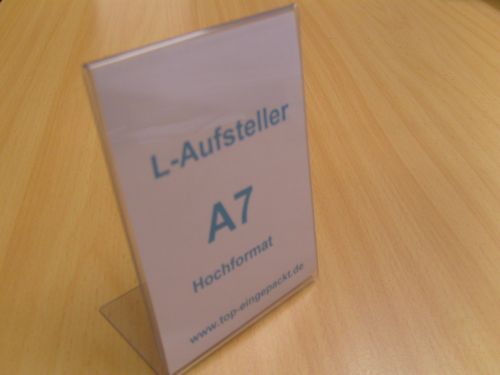 L-Aufsteller
A7
Hochformat
www.top-eingepackt.de